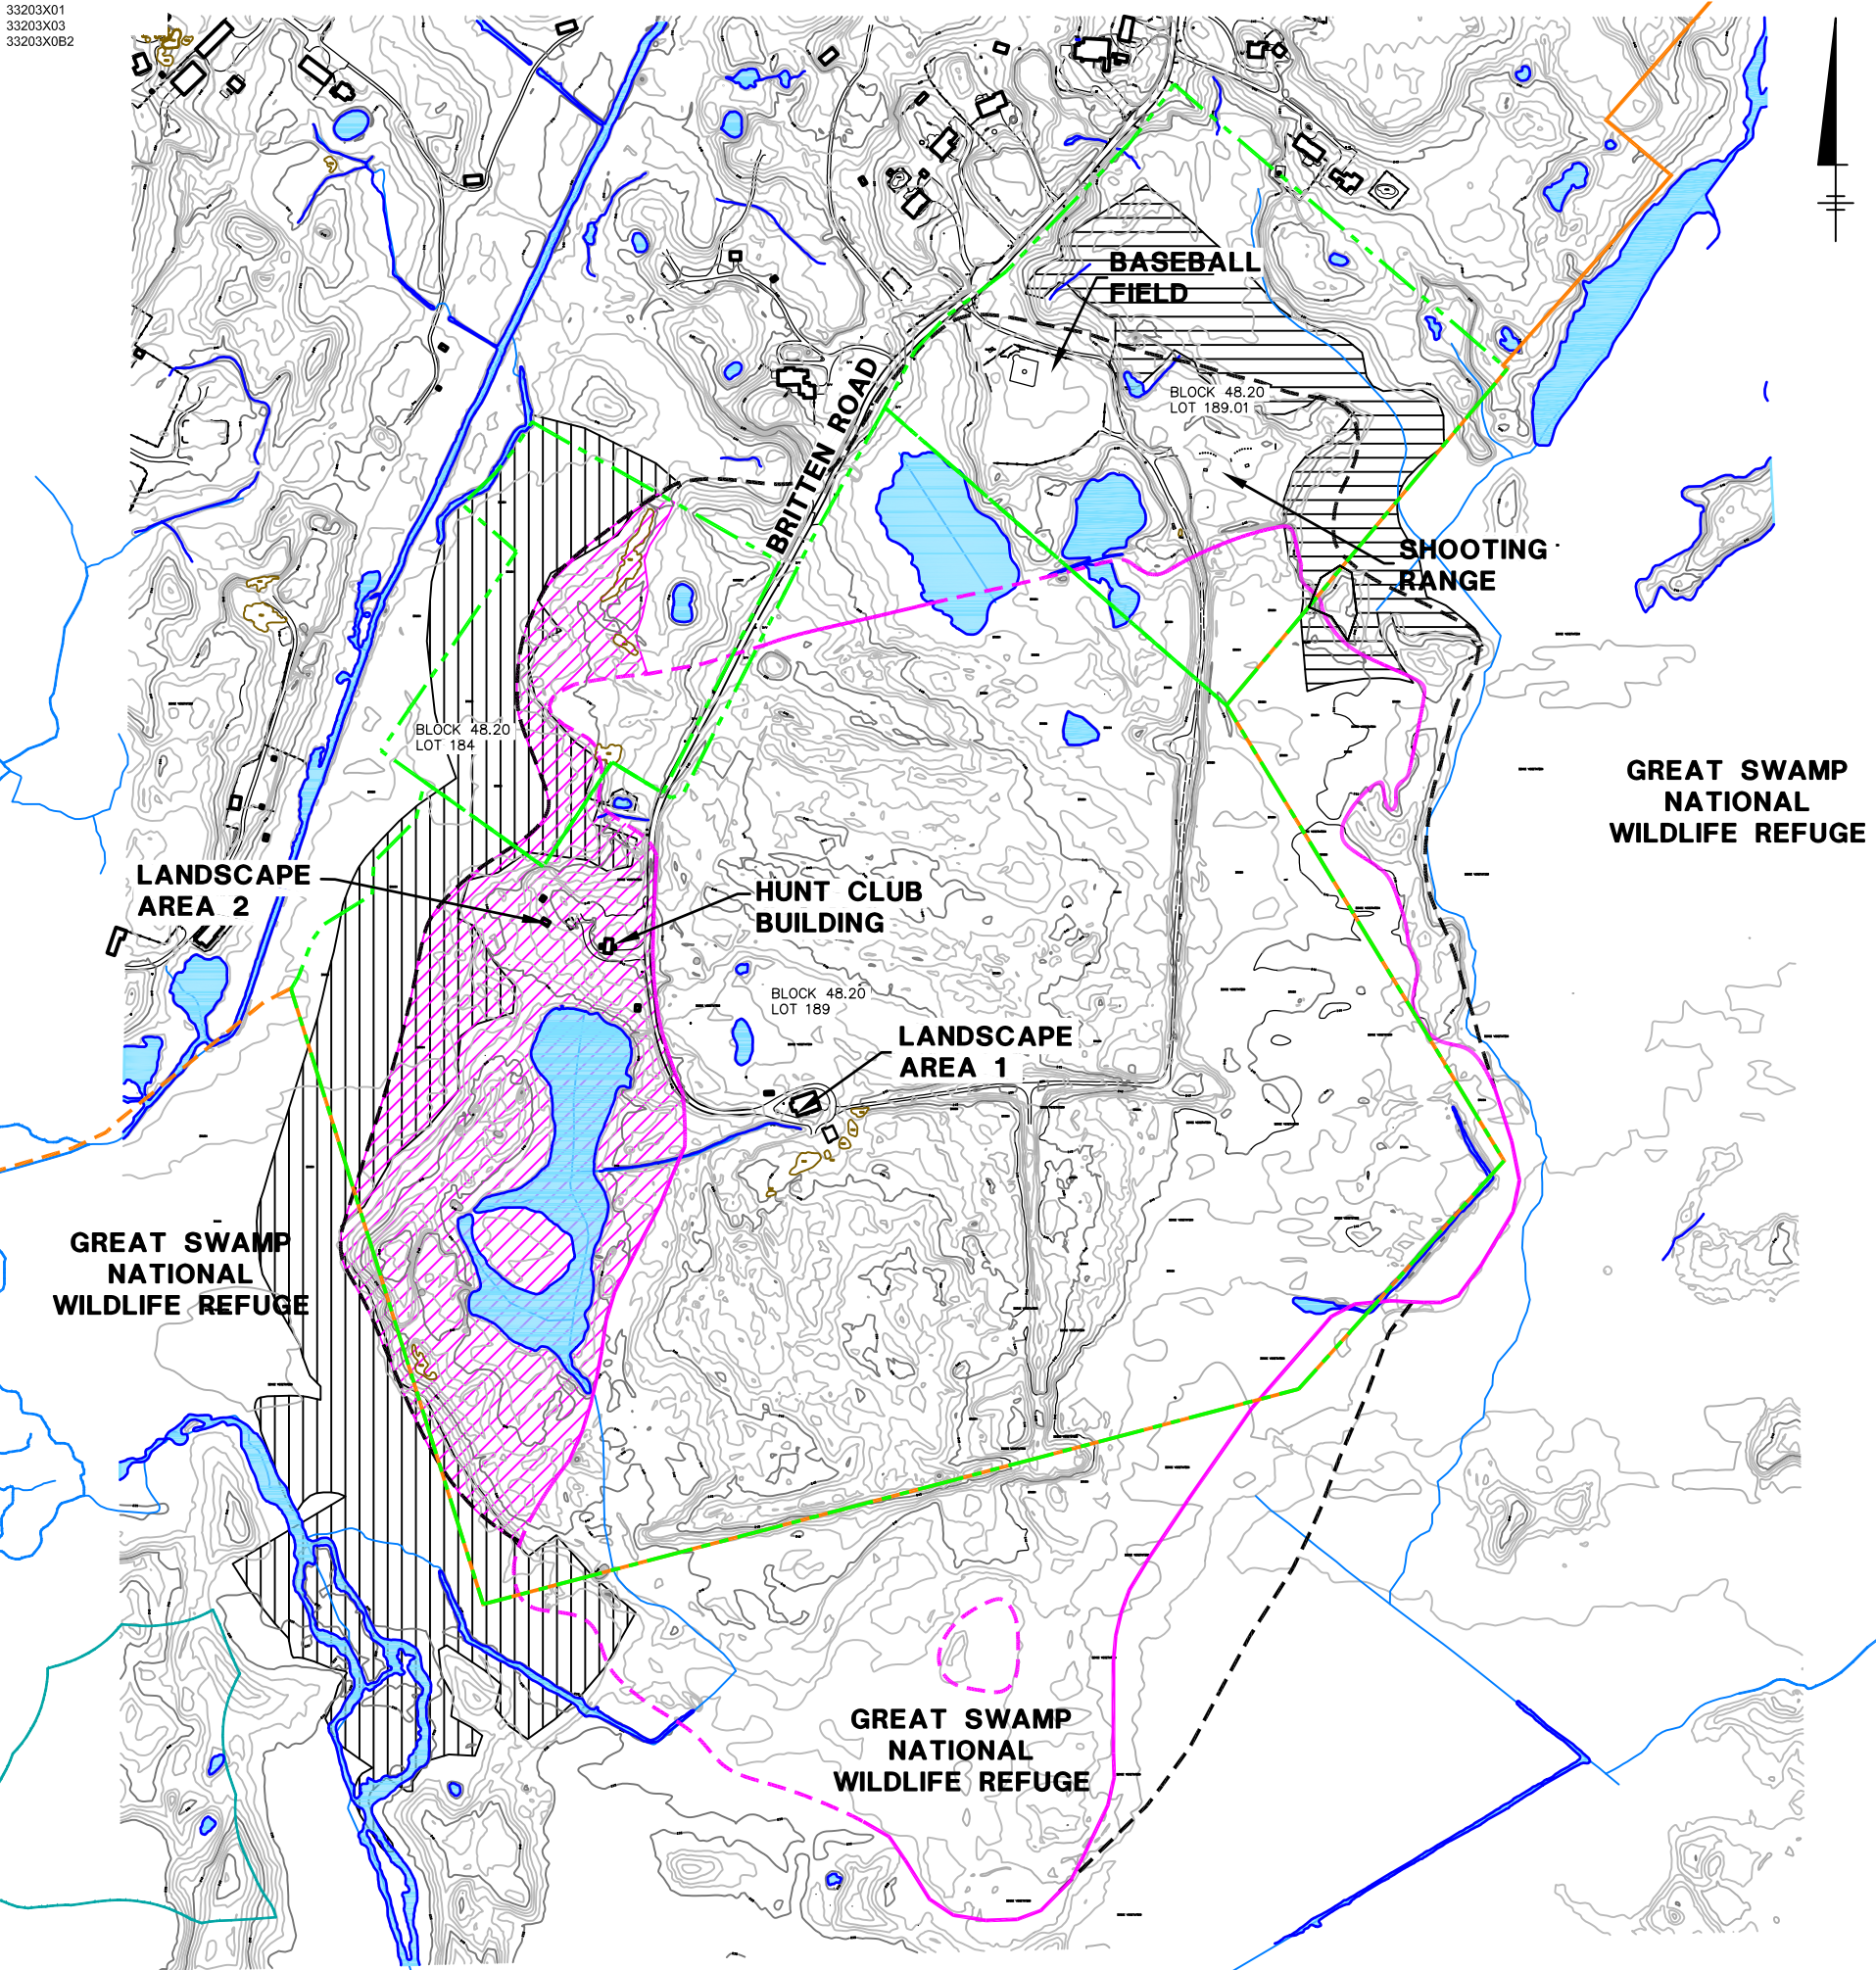 33203X01
33203X03
33203X0B2
BASEBALL
FIELD
BLOCK 48.20
LOT 189.01
BRITTEN ROAD
SHOOTING
RANGE
BLOCK 48.20
LOT 184
GREAT SWAMP
NATIONAL
WILDLIFE REFUGE
LANDSCAPE
AREA 2
HUNT CLUB
BUILDING
BLOCK 48.20
LOT 189
LANDSCAPE
AREA 1
GREAT SWAMP
NATIONAL
WILDLIFE REFUGE
GREAT SWAMP
NATIONAL
WILDLIFE REFUGE